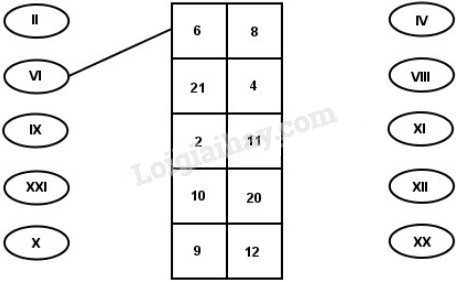 II 6 8 IV
VI 21 4 VIII
IX 2 11 XI
XXI 10 20 XII
X 9 12 XX
Loigiaihay.com